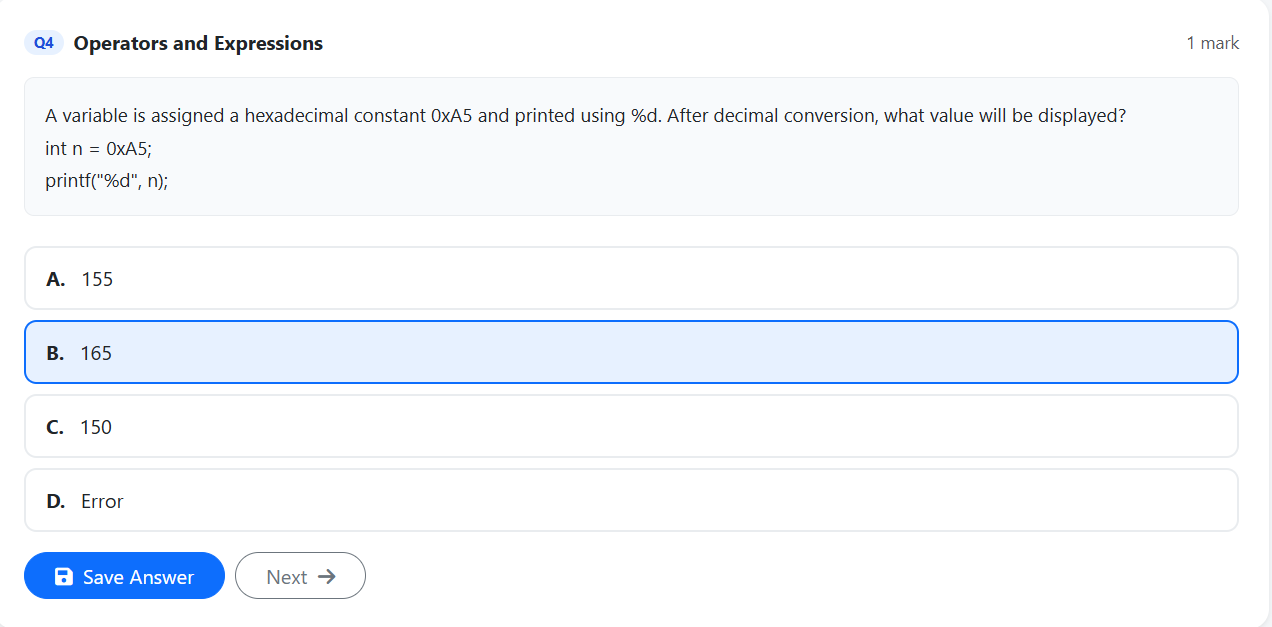 Q4 Operators and Expressions 1 mark
A variable is assigned a hexadecimal constant 0xA5 and printed using %d. After decimal conversion, what value will be displayed?
int n = 0xA5;
printf("%d", n);
A. 155
B. 165
C. 150
D. Error
Save Answer Next →